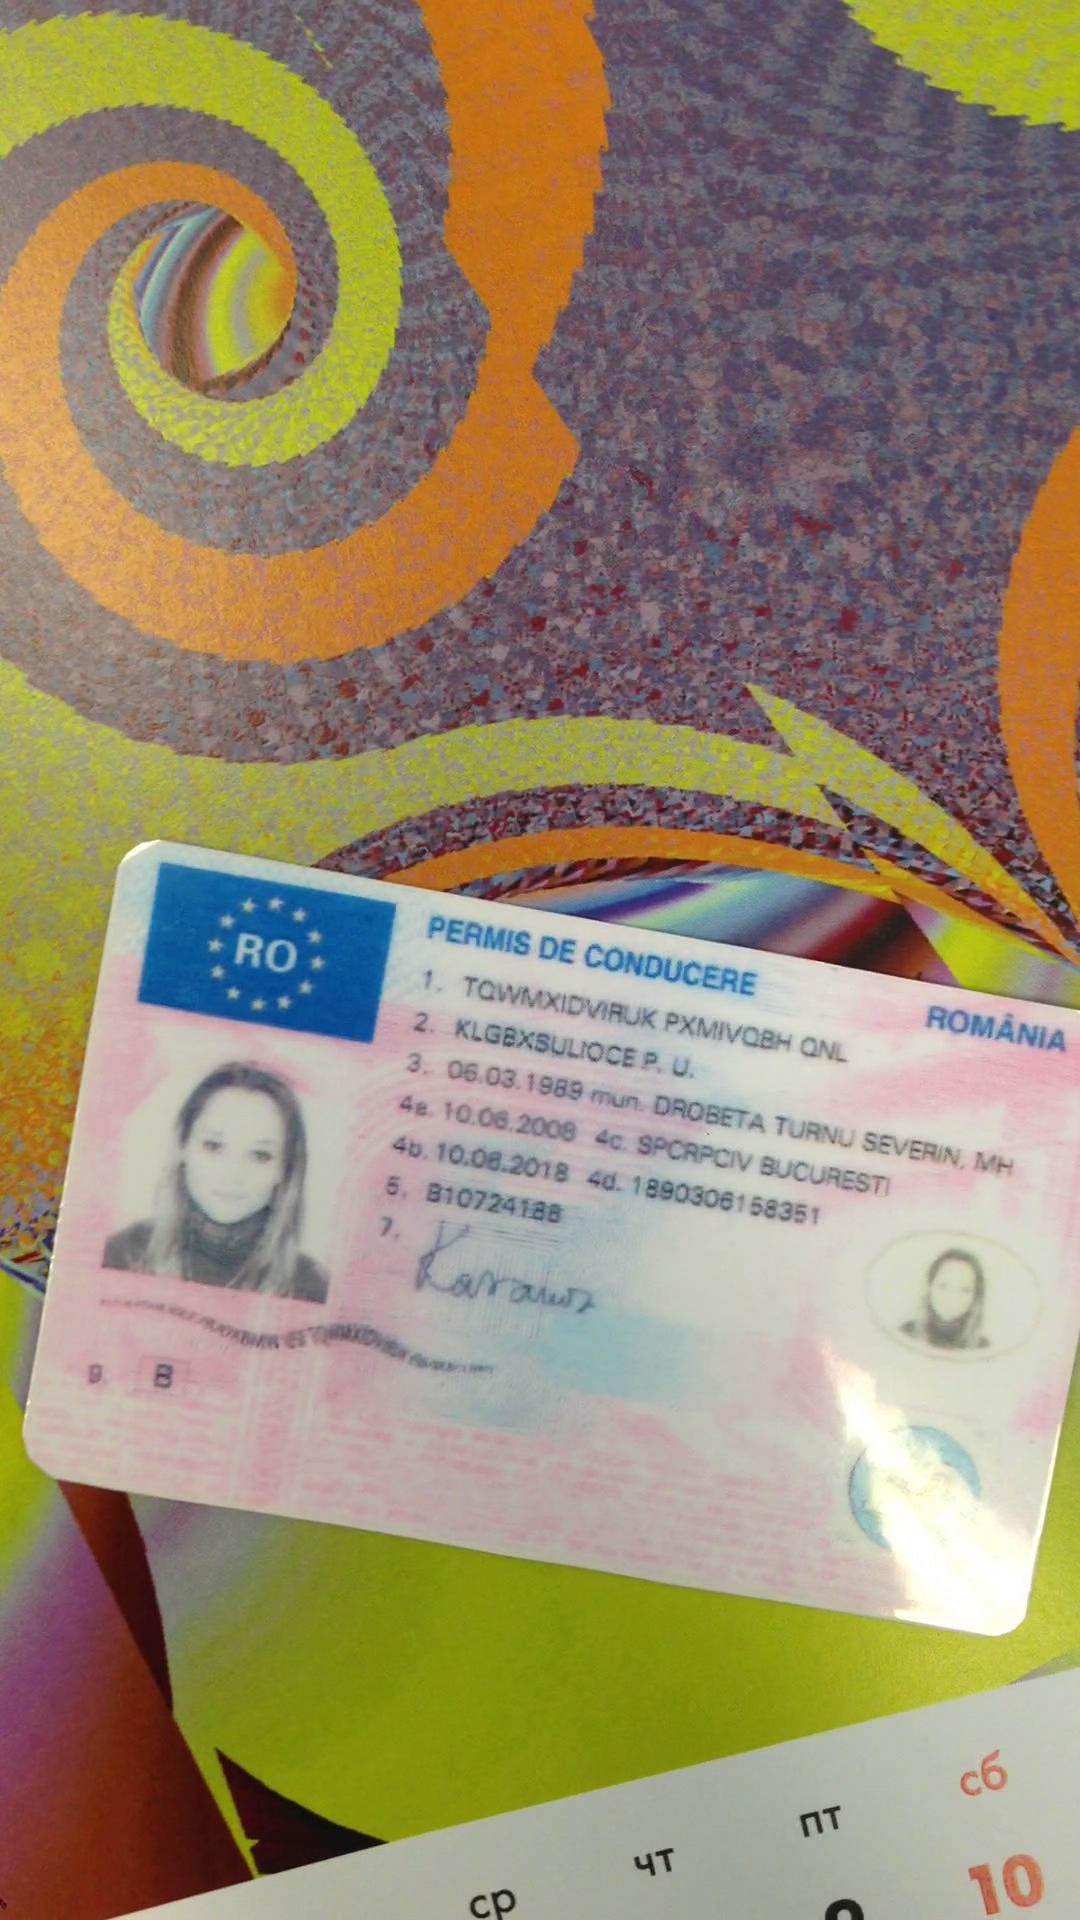 RO
PERMIS DE CONDUCERE
ROMÂNIA
1. TQWMXIDVIRUK PXMIVQBH QNL
2. KLGBXSULIOCE P. U.
3. 06.03.1989 mun. DROBETA TURNU SEVERIN, MH
4a. 10.06.2008 4c. SPCRPCIV BUCURESTI
4b. 10.06.2018 4d. 1890306158351
5. B10724188
7.
9. B
ср чт пт сб
9 10